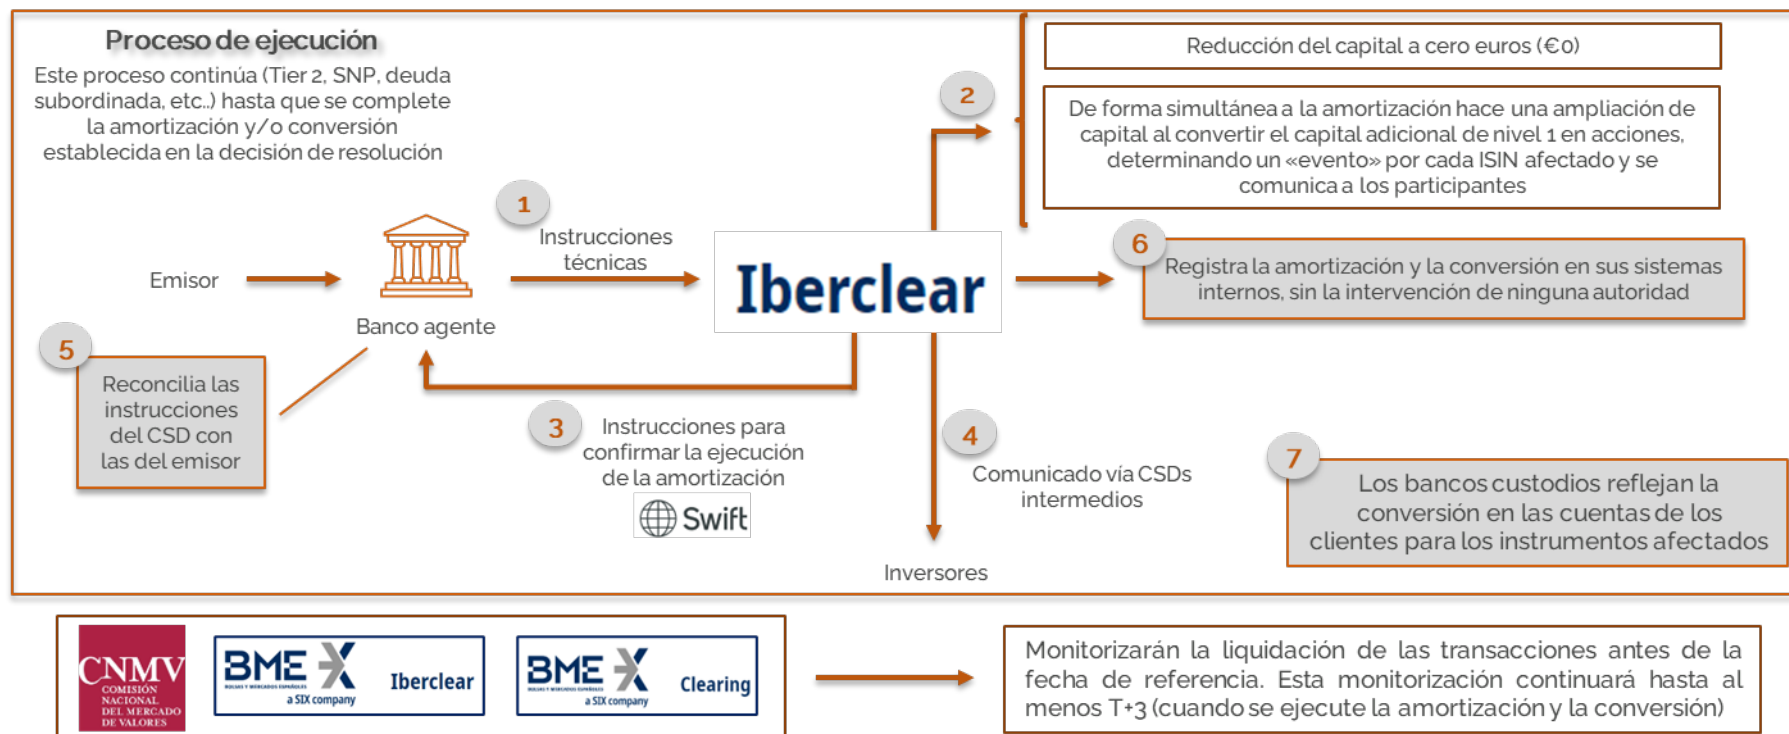 Proceso de ejecución
Este proceso continúa (Tier 2, SNP, deuda
subordinada, etc..) hasta que se complete
la amortización y/o conversión
establecida en la decisión de resolución
2
Reducción del capital a cero euros (€0)
De forma simultánea a la amortización hace una ampliación de
capital al convertir el capital adicional de nivel 1 en acciones,
determinando un «evento» por cada ISIN afectado y se
comunica a los participantes
1
Instrucciones
técnicas
Emisor
Banco agente
Iberclear
6
Registra la amortización y la conversión en sus sistemas
internos, sin la intervención de ninguna autoridad
5
Reconcilia las
instrucciones
del CSD con
las del emisor
3
Instrucciones para
confirmar la ejecución
de la amortización
Swift
4
Comunicado vía CSDs
intermedios
Inversores
7
Los bancos custodios reflejan la
conversión en las cuentas de los
clientes para los instrumentos afectados
CNMV
COMISIÓN
NACIONAL
DEL MERCADO
DE VALORES
BME X
BOLSAS Y MERCADOS ESPAÑOLES
a SIX company
Iberclear
BME X
BOLSAS Y MERCADOS ESPAÑOLES
a SIX company
Clearing
Monitorizarán la liquidación de las transacciones antes de la
fecha de referencia. Esta monitorización continuará hasta al
menos T+3 (cuando se ejecute la amortización y la conversión)